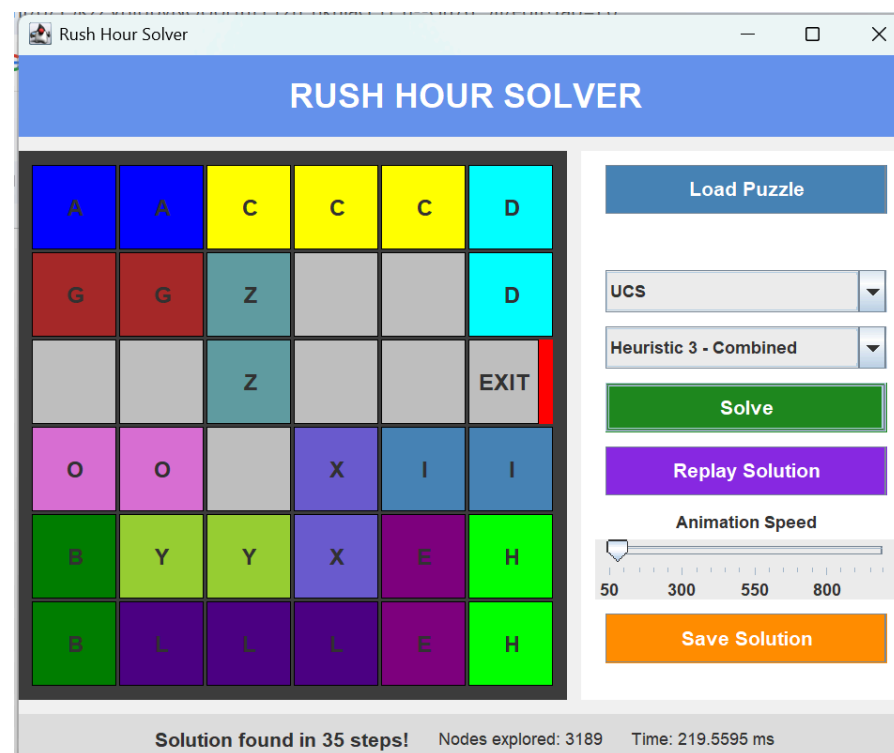 Rush Hour Solver
RUSH HOUR SOLVER
A A C C C D
G G Z D
Z EXIT
O O X I I
B Y Y X E H
B L L L E H
Load Puzzle
UCS
Heuristic 3 - Combined
Solve
Replay Solution
Animation Speed
50 300 550 800
Save Solution
Solution found in 35 steps! Nodes explored: 3189 Time: 219.5595 ms